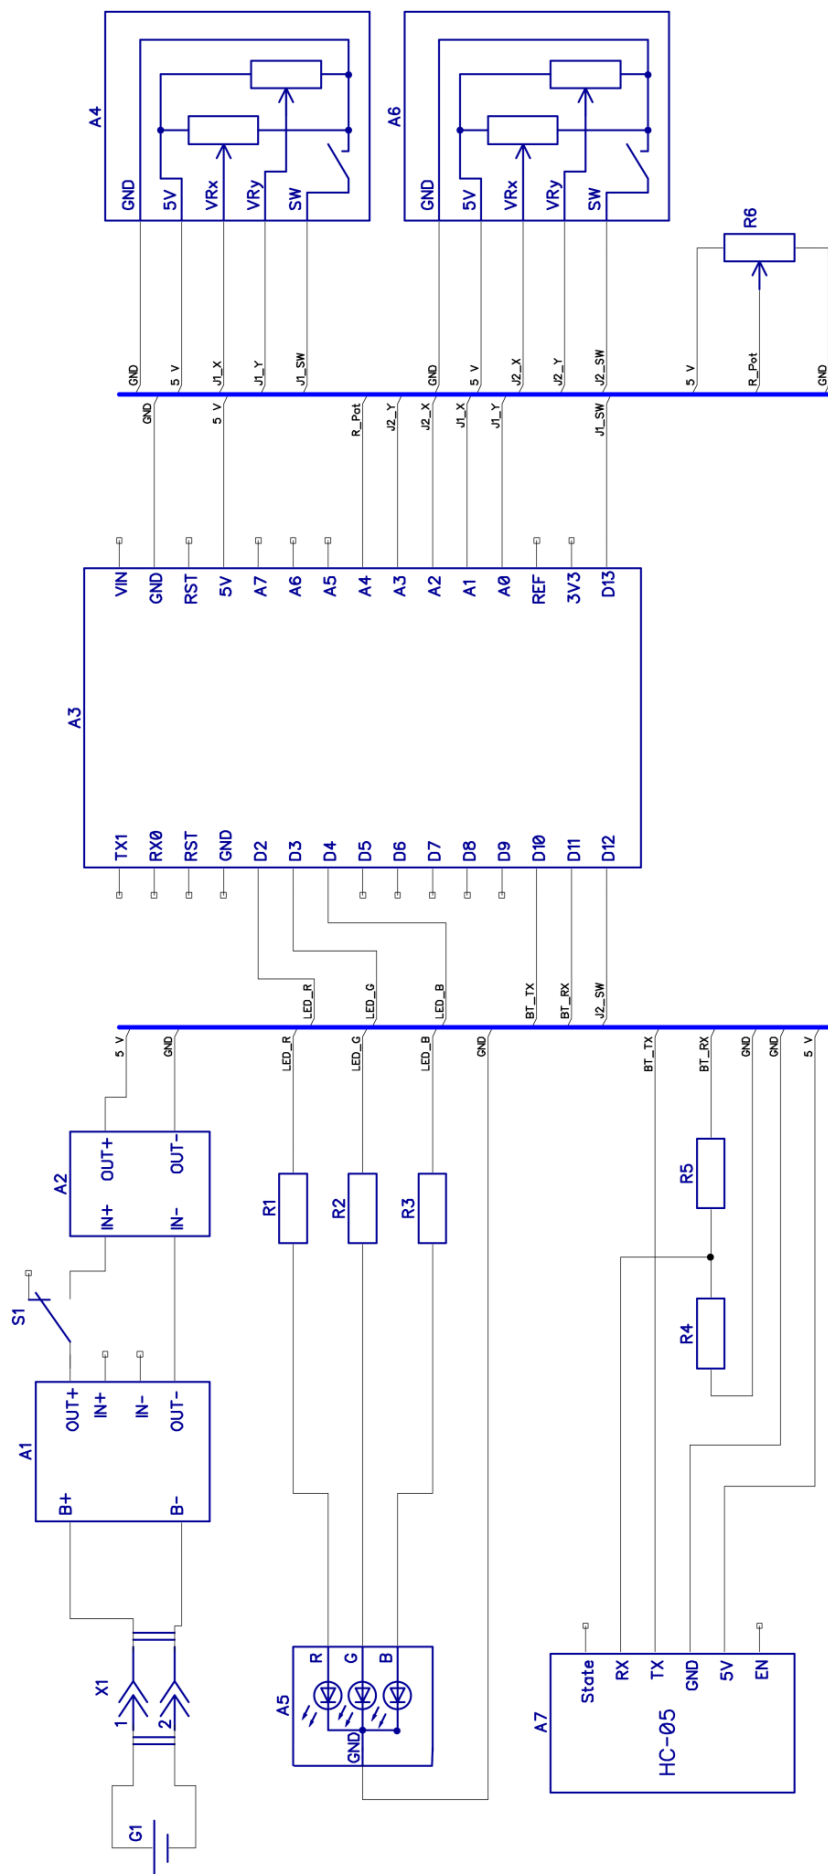 A4
GND
5V
VRx
VRy
SW
A6
GND
5V
VRx
VRy
SW
R6
GND
5 V
J1_X
J1_Y
J1_SW
GND
5 V
J2_X
J2_Y
J2_SW
5 V
R_Pot
GND
GND
5 V
R_Pot
J2_Y
J2_X
J1_X
J1_Y
J1_SW
A3
VIN
GND
RST
5V
A7
A6
A5
A4
A3
A2
A1
A0
REF
3V3
D13
TX1
RX0
RST
GND
D2
D3
D4
D5
D6
D7
D8
D9
D10
D11
D12
LED_R
LED_G
LED_B
BT_TX
BT_RX
J2_SW
5 V
GND
LED_R
LED_G
LED_B
GND
BT_TX
BT_RX
GND
GND
5 V
A2
OUT+
OUT-
IN+
IN-
R1
R2
R3
R5
R4
S1
A1
OUT+
IN+
IN-
OUT-
B+
B-
X1
1
2
G1
A5
R
G
B
GND
A7
State
RX
TX
GND
5V
EN
HC-05